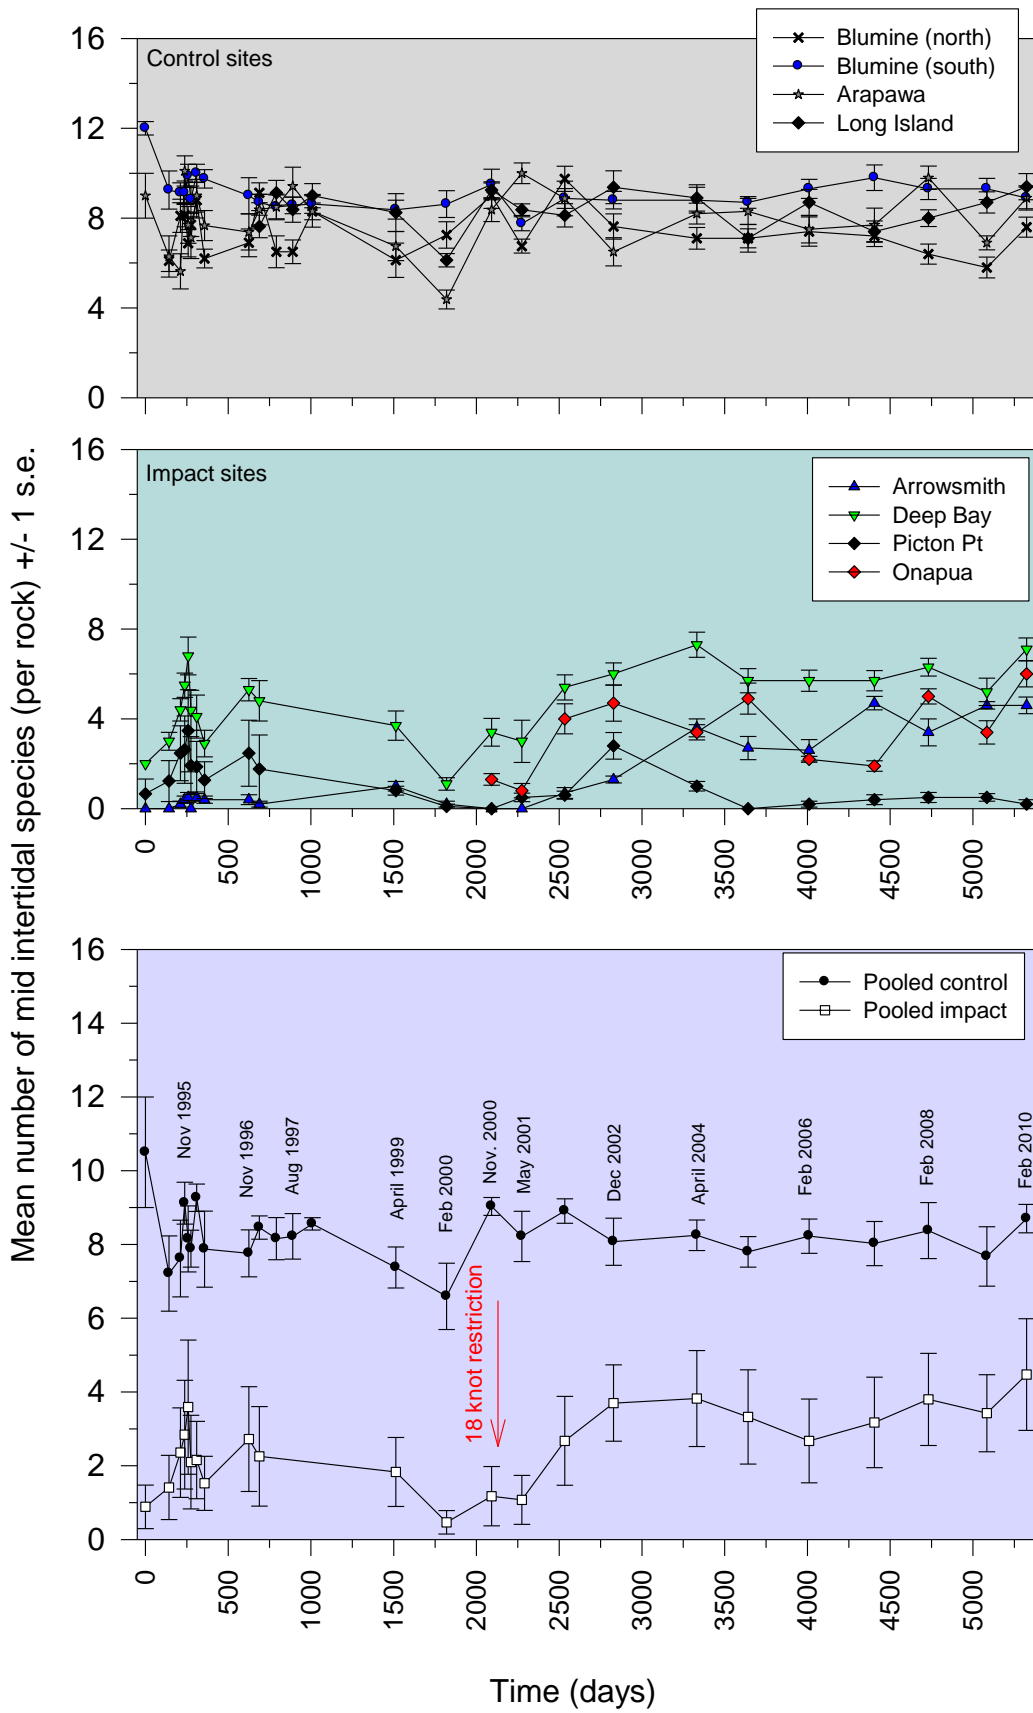 Mean number of mid intertidal species (per rock) +/- 1 s.e.
16
12
8
4
0
Control sites
Blumine (north)
Blumine (south)
Arapawa
Long Island
16
12
8
4
0
Impact sites
Arrowsmith
Deep Bay
Picton Pt
Onapua
0
500
1000
1500
2000
2500
3000
3500
4000
4500
5000
16
14
12
10
8
6
4
2
0
Pooled control
Pooled impact
Nov 1995
Nov 1996
Aug 1997
April 1999
Feb 2000
Nov. 2000
May 2001
Dec 2002
April 2004
Feb 2006
Feb 2008
Feb 2010
18 knot restriction
0
500
1000
1500
2000
2500
3000
3500
4000
4500
5000
Time (days)